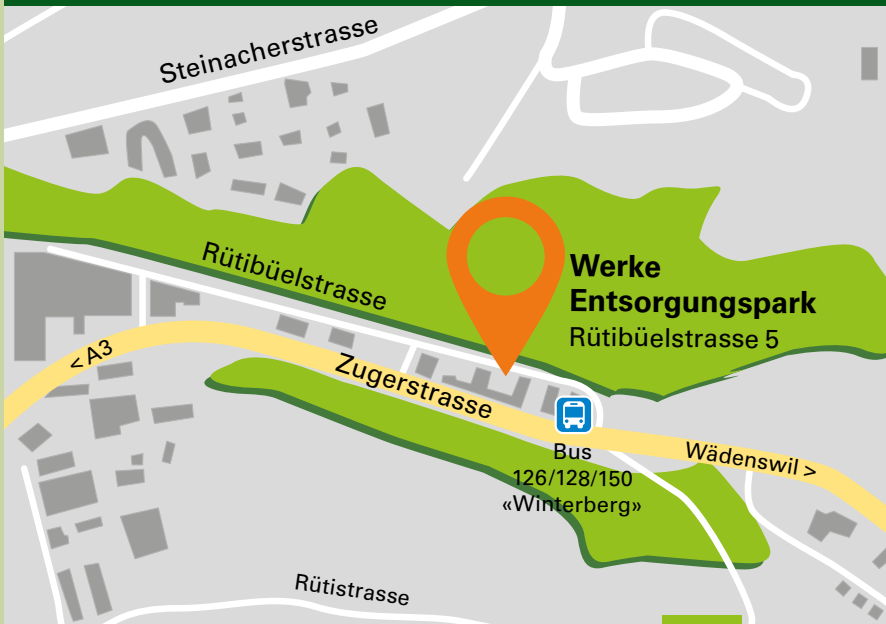 Steinacherstrasse
Rütibüelstrasse
Werke
Entsorgungspark
Rütibüelstrasse 5
< A3
Zugerstrasse
Bus
126/128/150
«Winterberg»
Wädenswil >
Rütistrasse